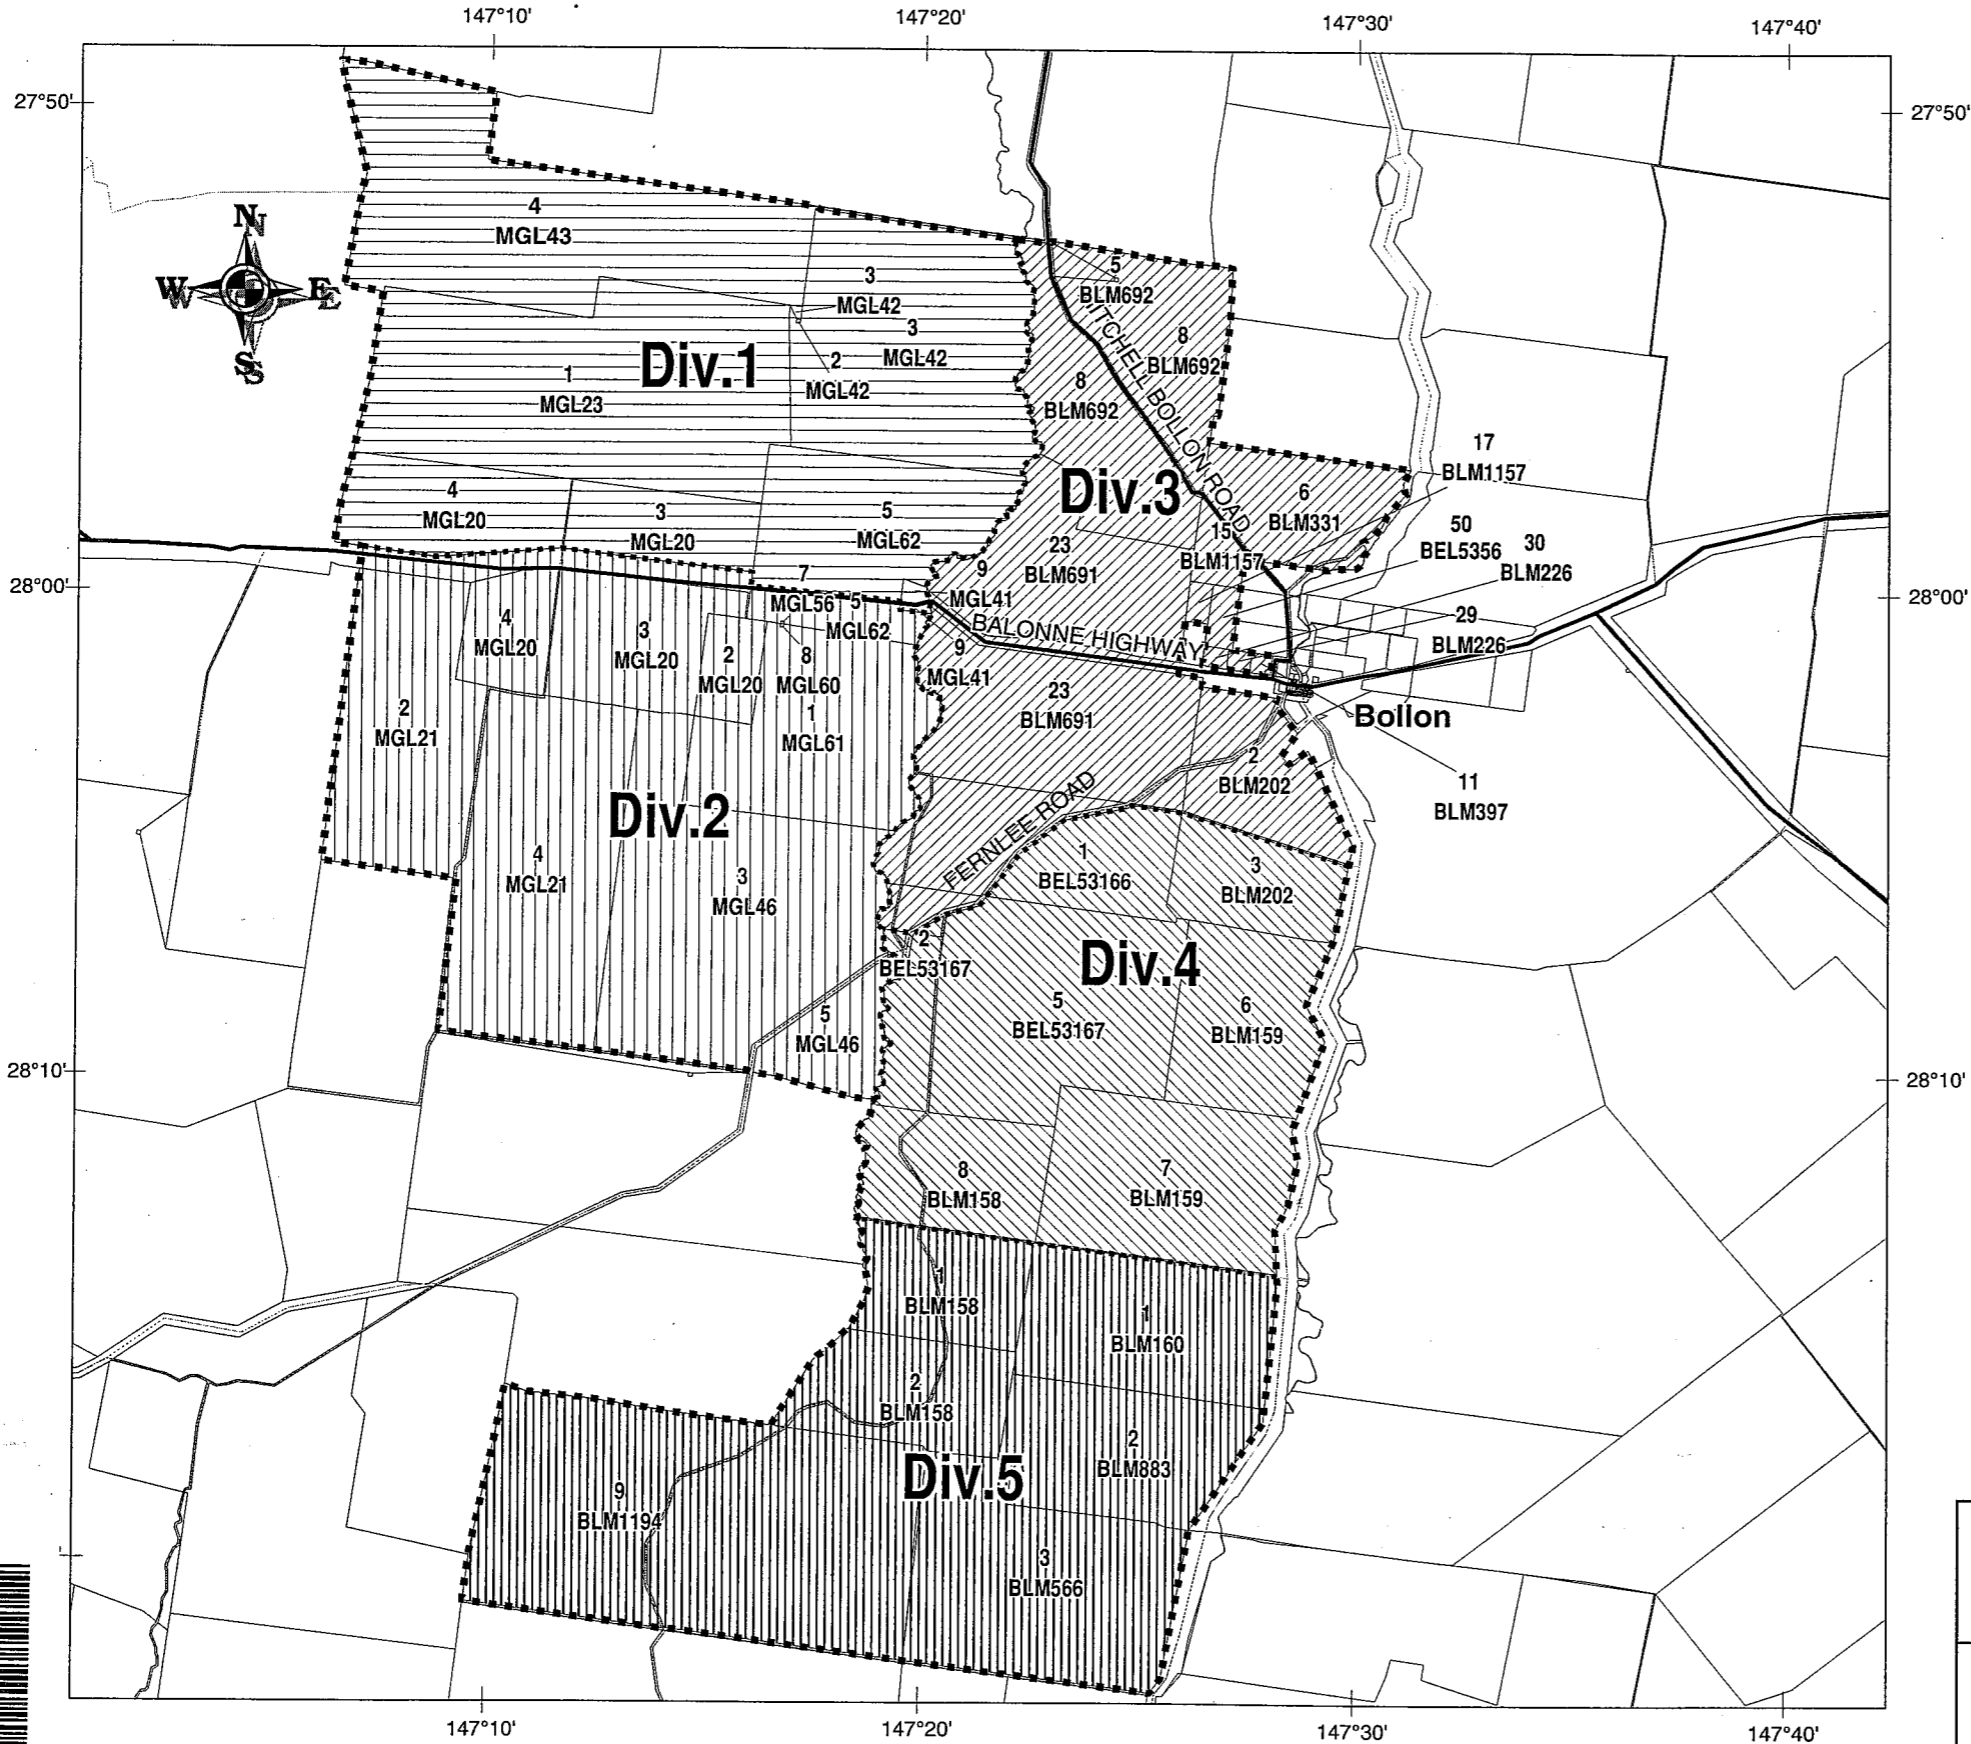 147°10'
147°20'
147°30'
147°40'
27°50'
27°50'
N
W
E
S
4
MGL43
3
MGL42
3
MGL42
2
MGL42
Div.1
1
MGL23
5
BLM692
8
BLM692
8
BLM692
MITCHELL BOLLON ROAD
Div.3
17
BLM1157
6
BLM331
4
MGL20
3
MGL20
5
MGL62
50
BEL5356
30
BLM226
15
BLM1157
23
BLM691
9
MGL41
7
MGL56
5
MGL62
28°00'
28°00'
BALONNE HIGHWAY
29
BLM226
4
MGL20
3
MGL20
2
MGL20
8
MGL60
9
MGL41
23
BLM691
1
MGL61
2
MGL21
Bollon
2
BLM202
11
BLM397
Div.2
FERNLEE ROAD
4
MGL21
3
MGL46
1
BEL53166
3
BLM202
2
BEL53167
Div.4
5
MGL46
5
BEL53167
6
BLM159
28°10'
28°10'
8
BLM158
7
BLM159
1
BLM158
1
BLM160
2
BLM158
2
BLM883
Div.5
9
BLM1194
3
BLM566
147°10'
147°20'
147°30'
147°40'